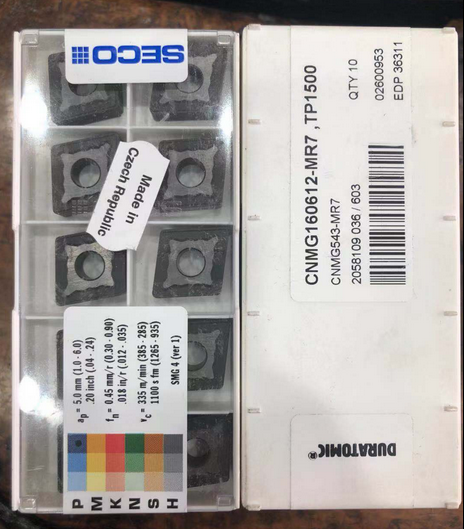 SECO
Made in
Czech Republic
ap = 5.0 mm (1.0 - 6.0)
.20 inch (.04 - .24)
fn = 0.45 mm/r (0.30 - 0.90)
.018 in/r (.012 - .035)
vc = 335 m/min (385 - 285)
1100 s fm (1265 - 935)
SMG 4 (ver 1)
P
M
K
N
S
H
CNMG160612-MR7 ,TP1500
CNMG543-MR7
2058109 036 / 603
QTY 10
02600953
EDP 36311
DURATOMIC®